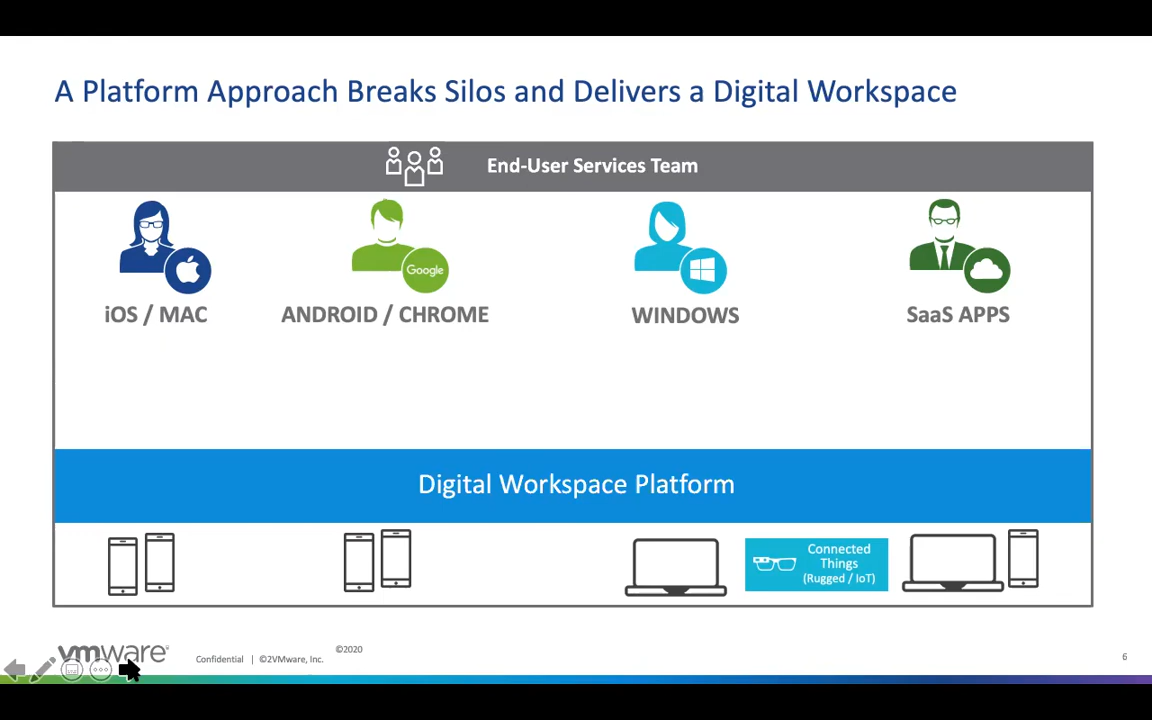 A Platform Approach Breaks Silos and Delivers a Digital Workspace
End-User Services Team
Google
iOS / MAC
ANDROID / CHROME
WINDOWS
SaaS APPS
Digital Workspace Platform
Connected
Things
(Rugged / IoT)
vmware®
Confidential | ©2VMware, Inc.
©2020
6